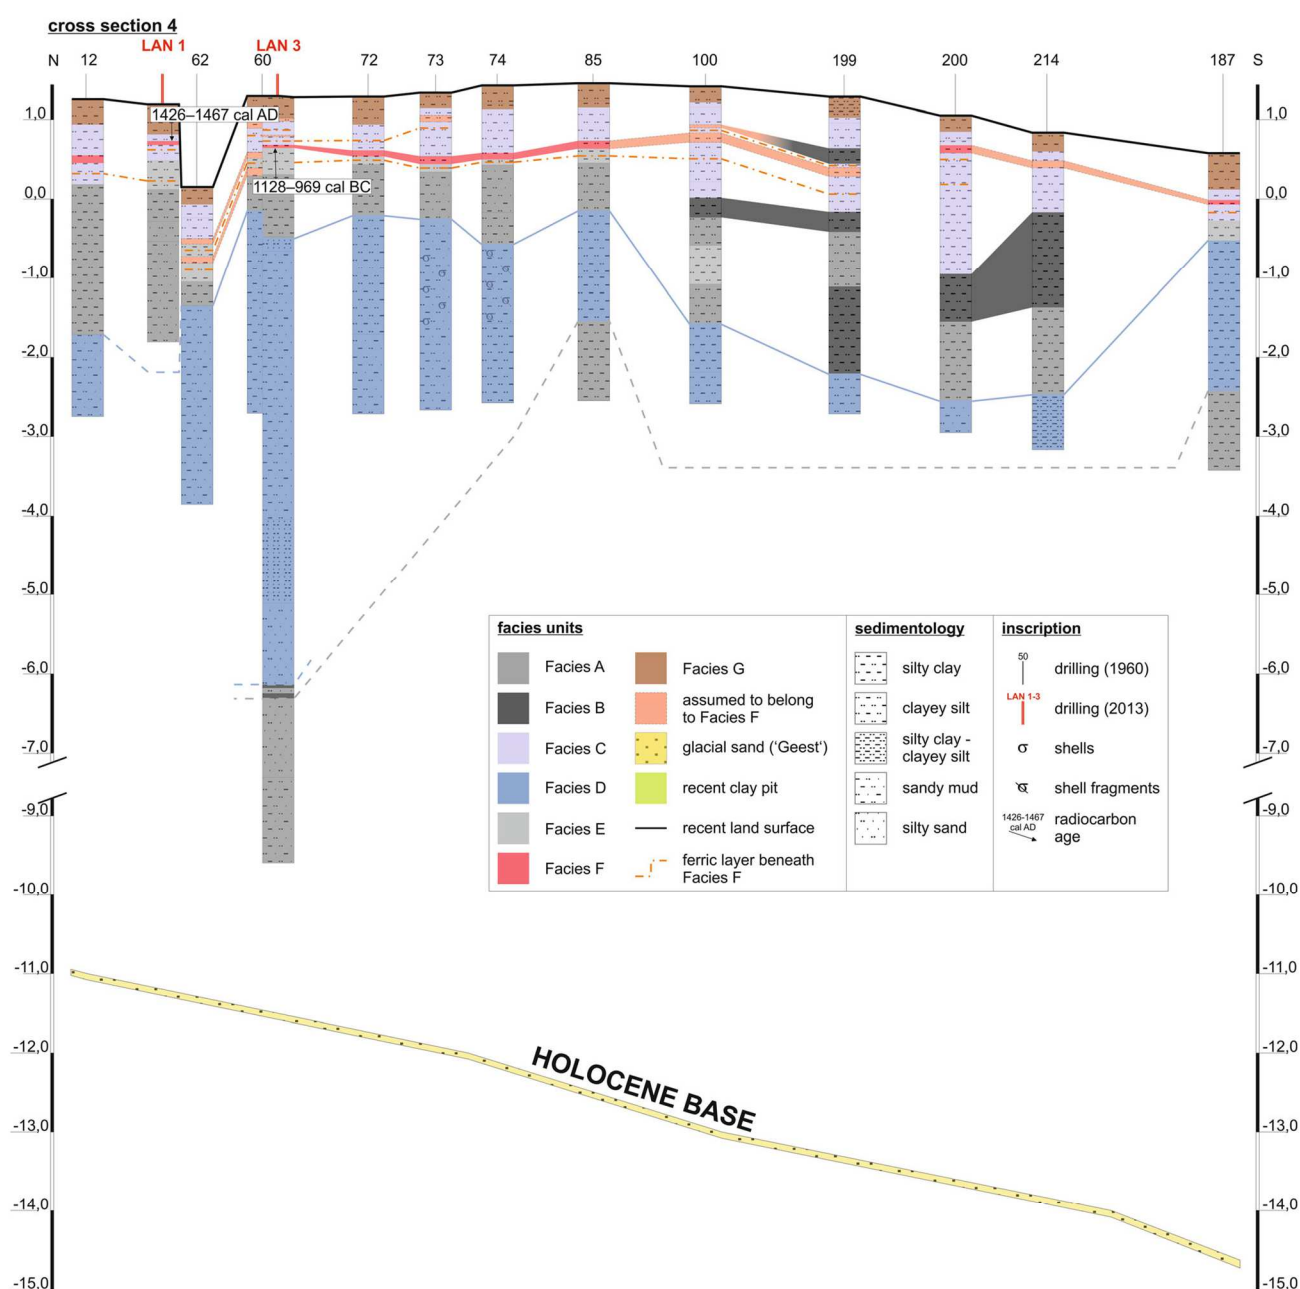 cross section 4
LAN 1 LAN 3
N 12 62 60 72 73 74 85 100 199 200 214 187 S
1,0 1,0
1426–1467 cal AD
1128–969 cal BC
0,0 0,0
-1,0 -1,0
-2,0 -2,0
-3,0 -3,0
-4,0 -4,0
-5,0 -5,0
-6,0 -6,0
-7,0 -7,0
-9,0 -9,0
-10,0 -10,0
-11,0 -11,0
-12,0 -12,0
-13,0 -13,0
-14,0 -14,0
-15,0 -15,0
facies units
Facies A
Facies B
Facies C
Facies D
Facies E
Facies F
Facies G
assumed to belong
to Facies F
glacial sand ('Geest')
recent clay pit
recent land surface
ferric layer beneath
Facies F
sedimentology
silty clay
clayey silt
silty clay -
clayey silt
sandy mud
silty sand
inscription
50 drilling (1960)
LAN 1-3 drilling (2013)
shells
shell fragments
1426-1467
cal AD
radiocarbon
age
HOLOCENE BASE